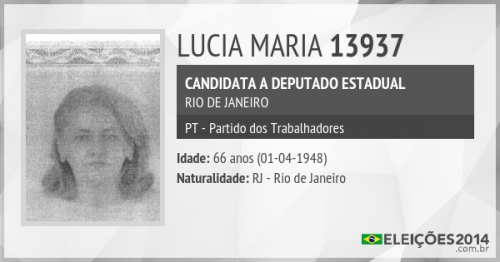 LUCIA MARIA 13937
CANDIDATA A DEPUTADO ESTADUAL
RIO DE JANEIRO
PT - Partido dos Trabalhadores
Idade: 66 anos (01-04-1948)
Naturalidade: RJ - Rio de Janeiro
ELEIÇÕES2014
.com.br